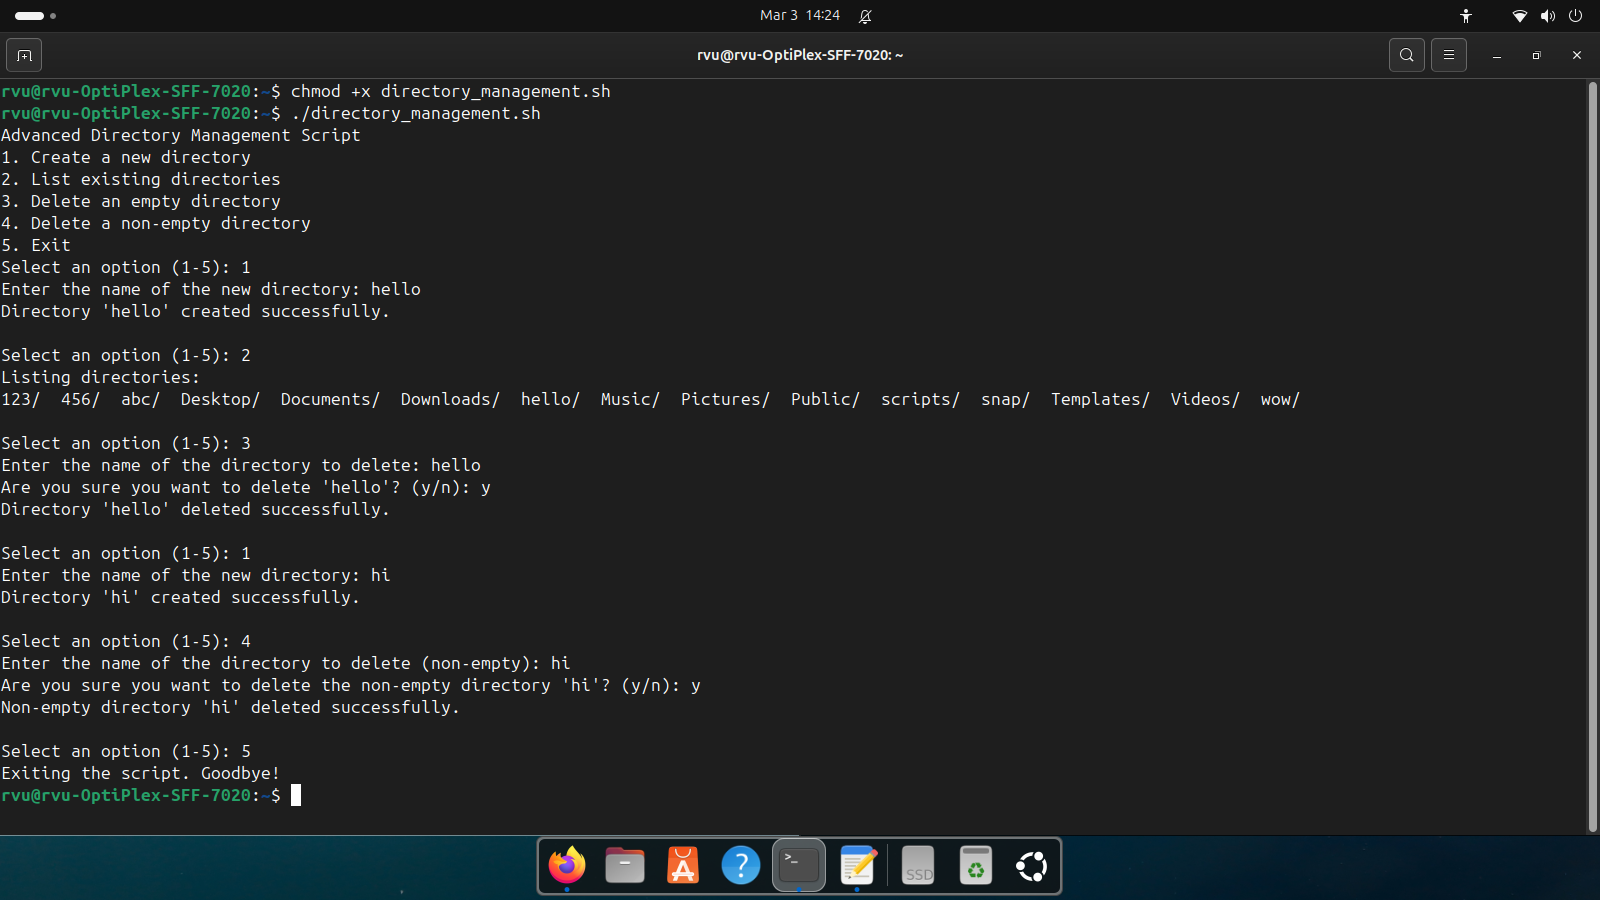 Mar 3 14:24
rvu@rvu-OptiPlex-SFF-7020: ~
rvu@rvu-OptiPlex-SFF-7020:~$ chmod +x directory_management.sh
rvu@rvu-OptiPlex-SFF-7020:~$ ./directory_management.sh
Advanced Directory Management Script
1. Create a new directory
2. List existing directories
3. Delete an empty directory
4. Delete a non-empty directory
5. Exit
Select an option (1-5): 1
Enter the name of the new directory: hello
Directory 'hello' created successfully.
Select an option (1-5): 2
Listing directories:
123/  456/  abc/  Desktop/  Documents/  Downloads/  hello/  Music/  Pictures/  Public/  scripts/  snap/  Templates/  Videos/  wow/
Select an option (1-5): 3
Enter the name of the directory to delete: hello
Are you sure you want to delete 'hello'? (y/n): y
Directory 'hello' deleted successfully.
Select an option (1-5): 1
Enter the name of the new directory: hi
Directory 'hi' created successfully.
Select an option (1-5): 4
Enter the name of the directory to delete (non-empty): hi
Are you sure you want to delete the non-empty directory 'hi'? (y/n): y
Non-empty directory 'hi' deleted successfully.
Select an option (1-5): 5
Exiting the script. Goodbye!
rvu@rvu-OptiPlex-SFF-7020:~$
SSD